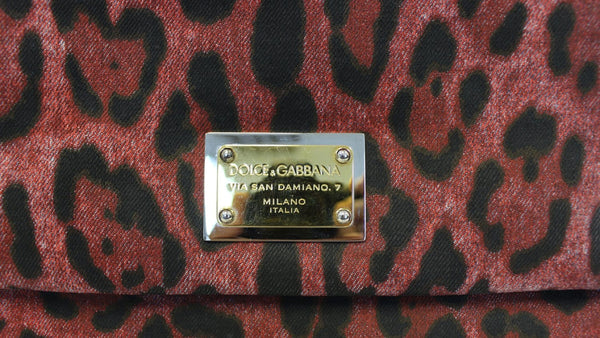 DOLCE&GABBANA
VIA SAN DAMIANO, 7
MILANO
ITALIA